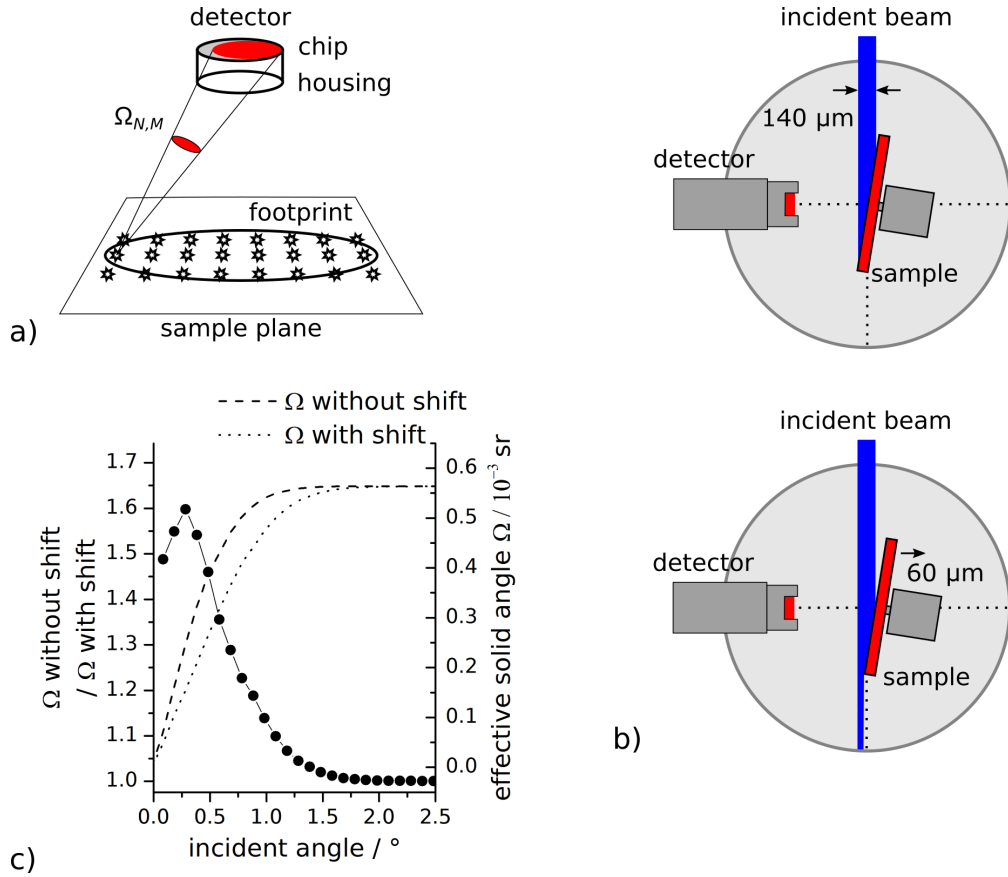 detector
chip
housing
Ω_{N,M}
footprint
sample plane
a)
incident beam
140 µm
detector
sample
incident beam
detector
60 µm
sample
b)
Ω without shift
Ω with shift
Ω without shift
/ Ω with shift
1.7
1.6
1.5
1.4
1.3
1.2
1.1
1.0
0.6
0.5
0.4
0.3
0.2
0.1
0.0
effective solid angle Ω / 10⁻³ sr
0.0 0.5 1.0 1.5 2.0 2.5
incident angle / °
c)